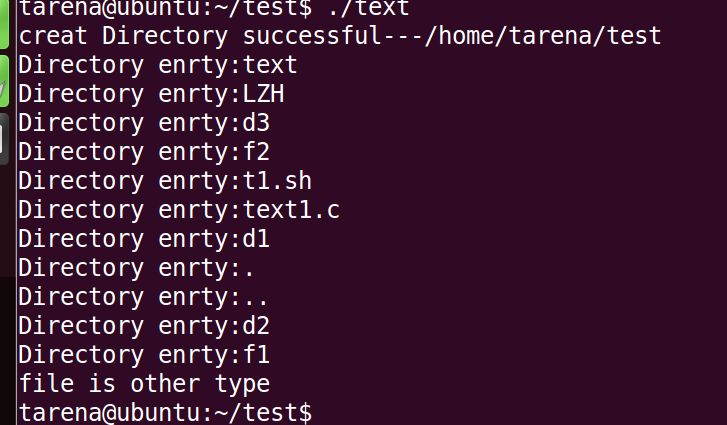 tarena@ubuntu:~/test$ ./text
creat Directory successful---/home/tarena/test
Directory enrty:text
Directory enrty:LZH
Directory enrty:d3
Directory enrty:f2
Directory enrty:t1.sh
Directory enrty:text1.c
Directory enrty:d1
Directory enrty:.
Directory enrty:..
Directory enrty:d2
Directory enrty:f1
file is other type
tarena@ubuntu:~/test$